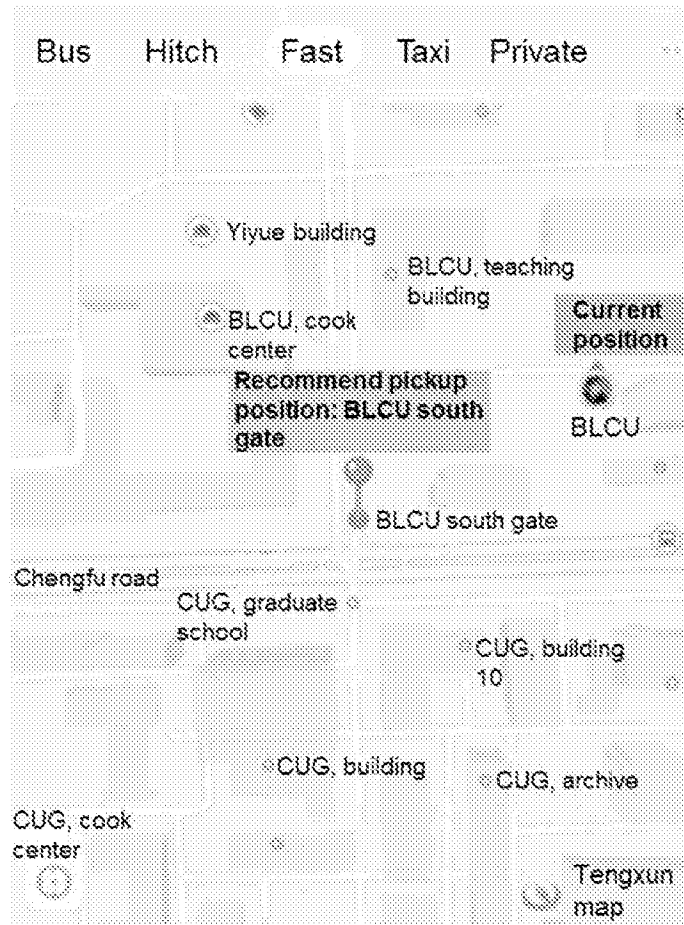 Bus Hitch Fast Taxi Private
Yiyue building
BLCU, teaching
building
BLCU, cook
center
Current
position
Recommend pickup
position: BLCU south
gate
BLCU
BLCU south gate
Chengfu road
CUG, graduate
school
CUG, building
10
CUG, building
CUG, archive
CUG, cook
center
Tengxun
map